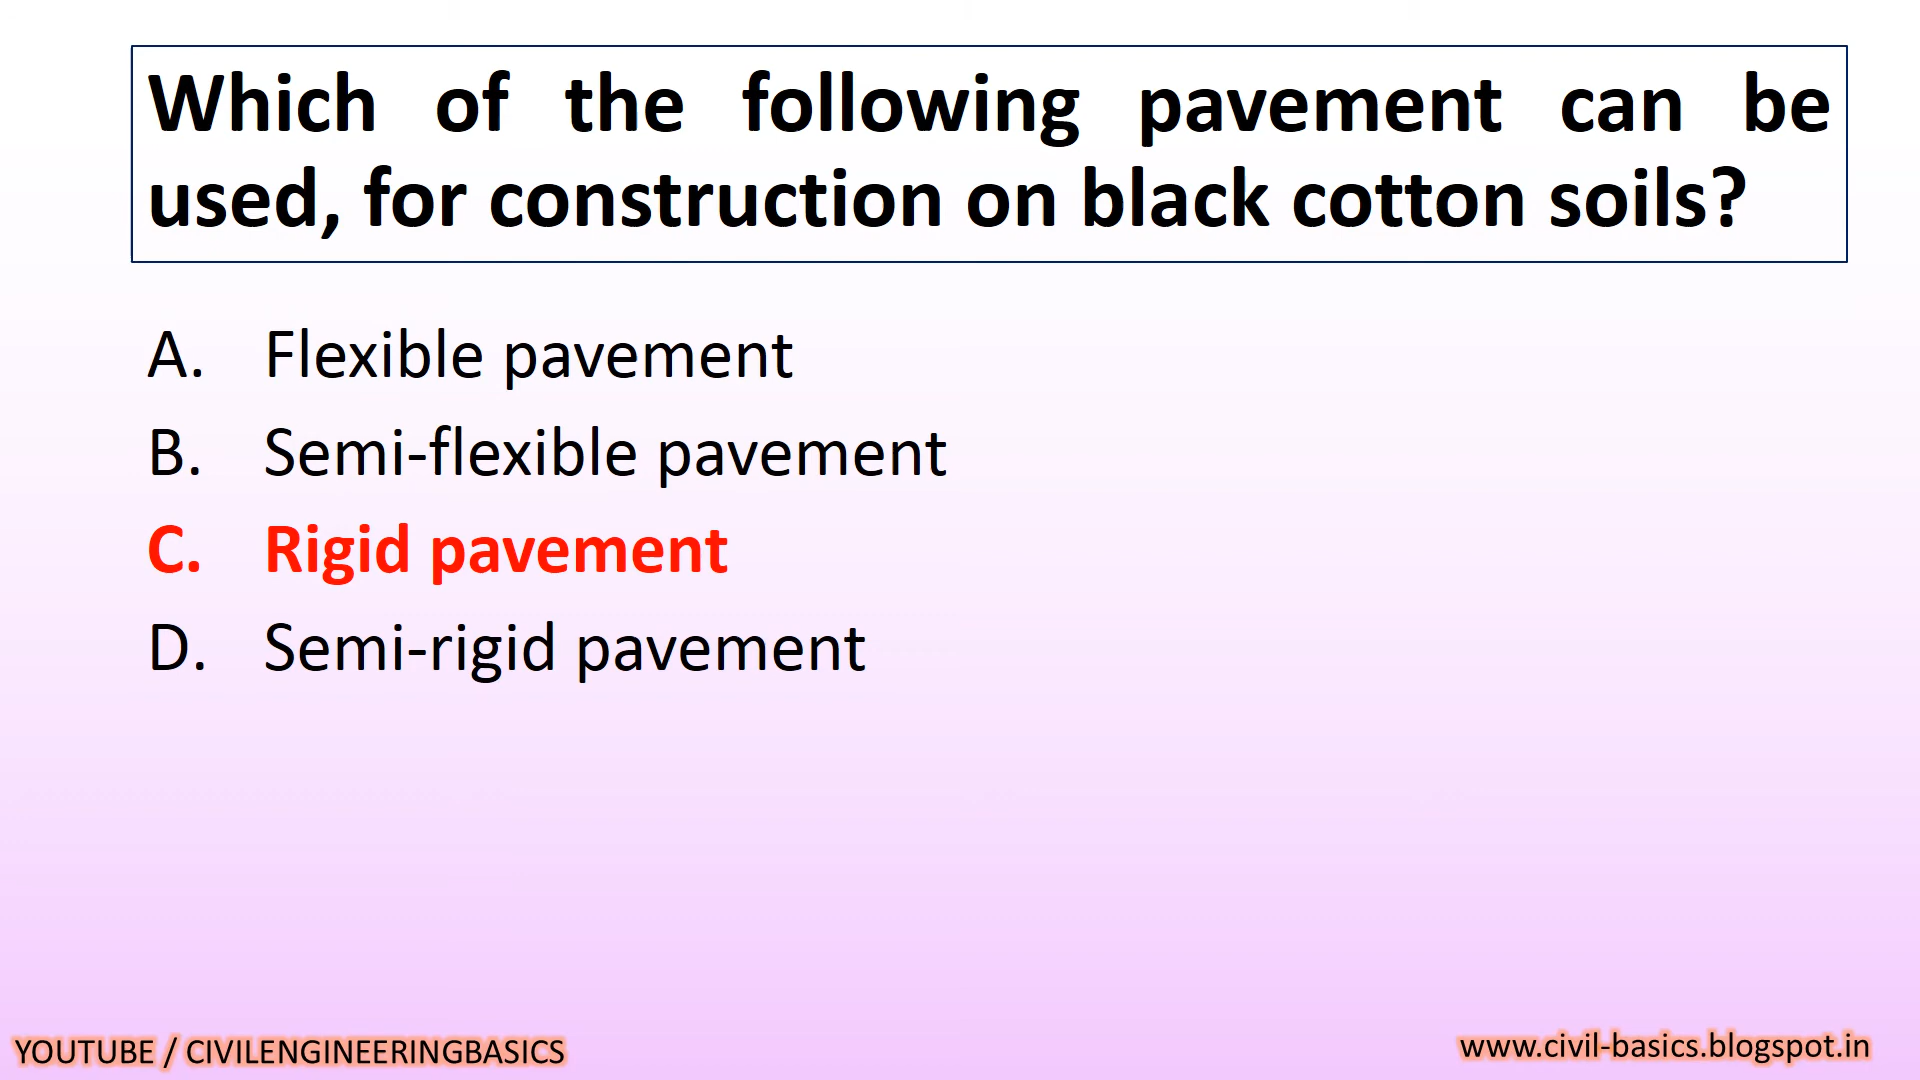 Which of the following pavement can be
used, for construction on black cotton soils?
A. Flexible pavement
B. Semi-flexible pavement
C. Rigid pavement
D. Semi-rigid pavement
YOUTUBE / CIVILENGINEERINGBASICS
www.civil-basics.blogspot.in